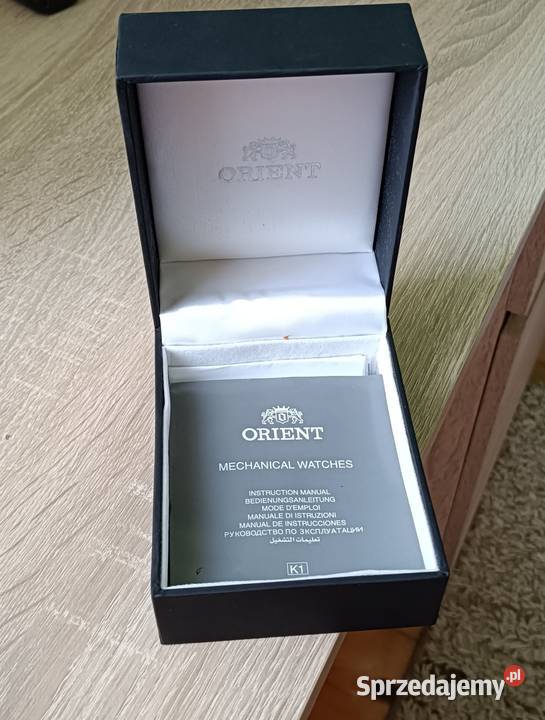 ORIENT
ORIENT
MECHANICAL WATCHES
INSTRUCTION MANUAL
BEDIENUNGSANLEITUNG
MODE D'EMPLOI
MANUALE DI ISTRUZIONI
MANUAL DE INSTRUCCIONES
РУКОВОДСТВО ПО ЭКСПЛУАТАЦИИ
تعليمات التشغيل
K1
Sprzedajemy.pl